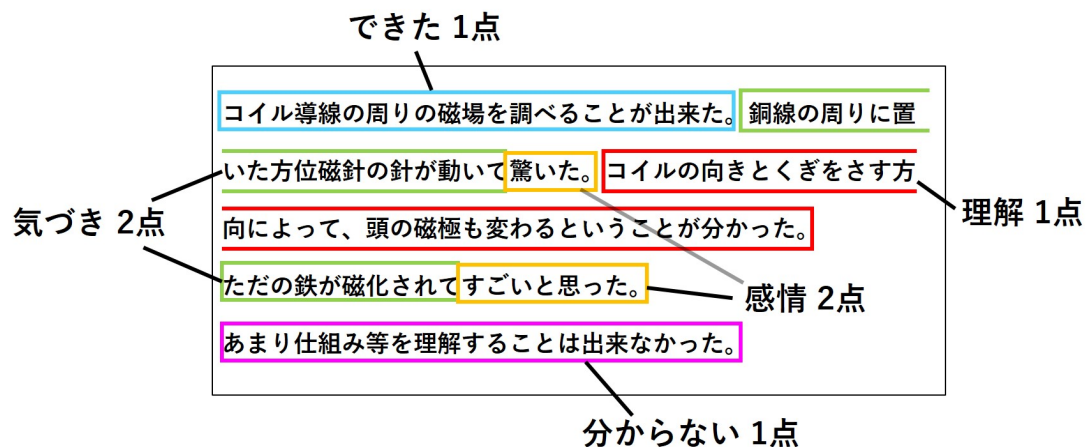 できた 1点
コイル導線の周りの磁場を調べることが出来た。 銅線の周りに置
いた方位磁針の針が動いて驚いた。 コイルの向きとくぎをさす方
向によって、頭の磁極も変わるということが分かった。
ただの鉄が磁化されてすごいと思った。
あまり仕組み等を理解することは出来なかった。
気づき 2点
理解 1点
感情 2点
分からない 1点